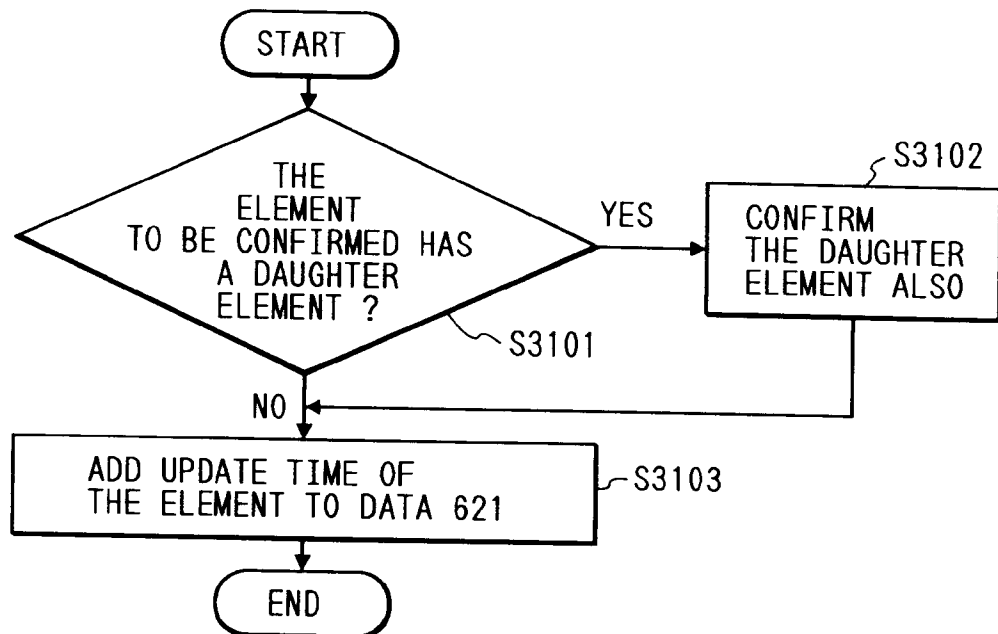 START
THE
ELEMENT
TO BE CONFIRMED HAS
A DAUGHTER
ELEMENT ?
S3101
YES
S3102
CONFIRM
THE DAUGHTER
ELEMENT ALSO
NO
ADD UPDATE TIME OF
THE ELEMENT TO DATA 621
S3103
END